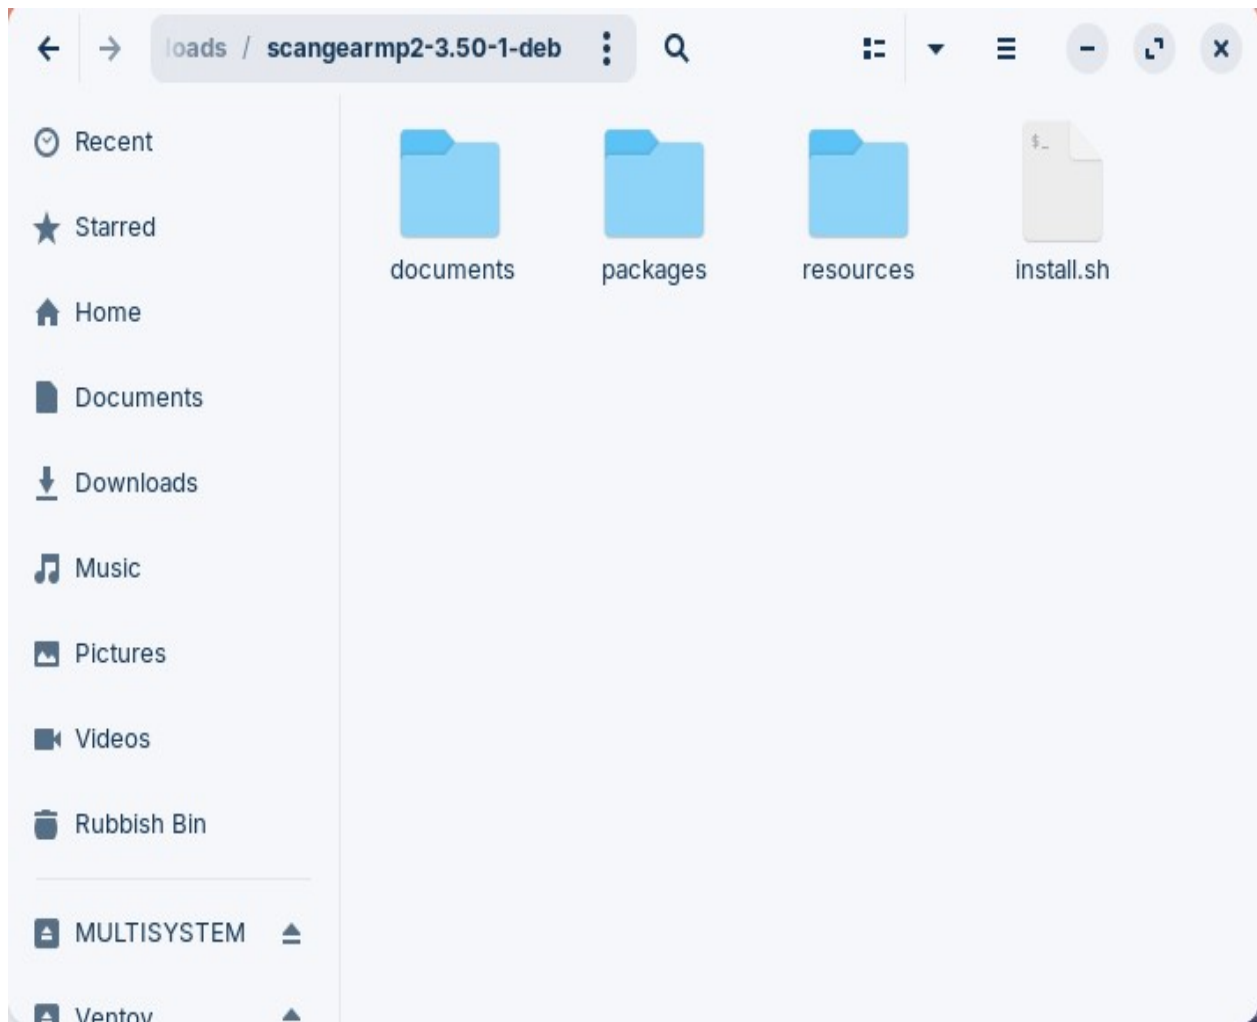 loads / scangearmp2-3.50-1-deb
Recent
Starred
Home
Documents
Downloads
Music
Pictures
Videos
Rubbish Bin
MULTISYSTEM
Ventoy
$_
documents
packages
resources
install.sh